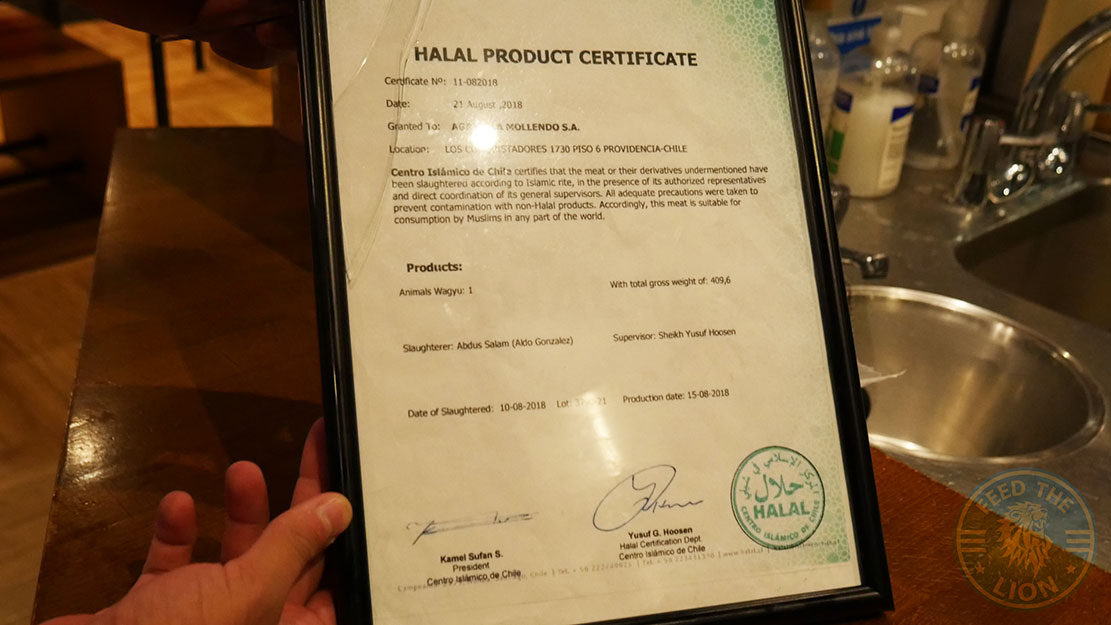 HALAL PRODUCT CERTIFICATE
Certificate Nº: 11-082018
Date: 21 August ,2018
Granted To: MOLLENDO S.A.
Location: LOS 1730 PISO 6 PROVIDENCIA-CHILE
Centro Islámico de Chile certifies that the meat or their derivatives undermentioned have
been slaughtered according to Islamic rite, in the presence of its authorized representatives
and direct coordination of its general supervisors. All adequate precautions were taken to
prevent contamination with non-Halal products. Accordingly, this meat is suitable for
consumption by Muslims in any part of the world.
Products:
Animals Wagyu: 1 With total gross weight of: 409,6
Slaughterer: Abdus Salam (Aldo Gonzalez) Supervisor: Sheikh Yusuf Hoosen
Date of Slaughtered: 10-08-2018 Lot: Production date: 15-08-2018
المركز الإسلامي في شيلي
حلال
HALAL
CENTRO ISLÁMICO DE CHILE
Kamel Sufan S.
President
Centro Islámico de Chile
Yusuf G. Hoosen
Halal Certification Dept.
Centro Islámico de Chile
FEED THE
LION